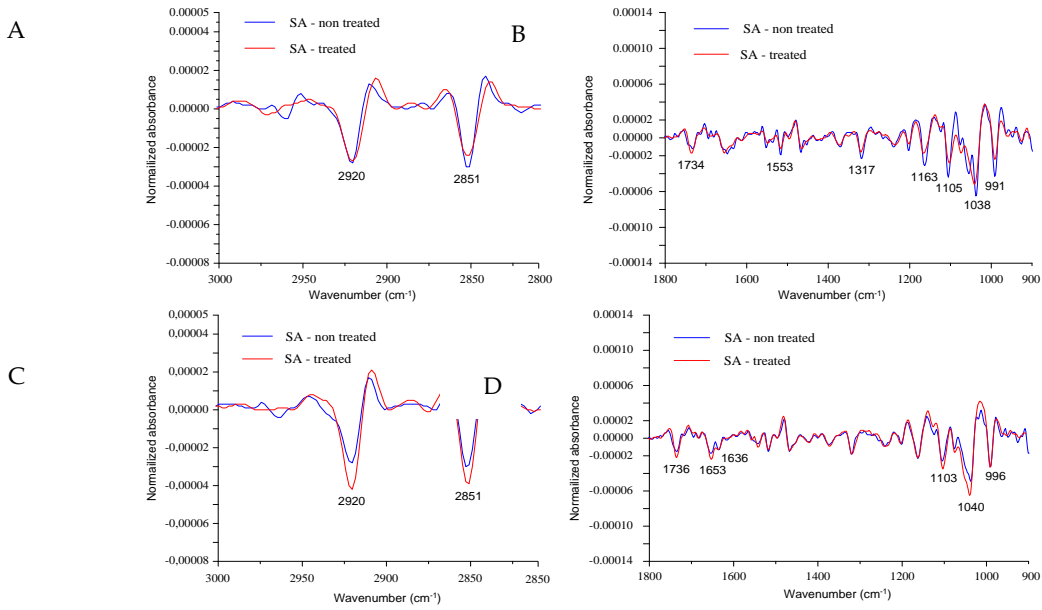 A
0.00005
0.00004
0.00002
0.00000
-0.00002
-0.00004
-0.00006
-0.00008
Normailized absorbance
SA - non treated
SA - treated
2920
2851
3000 2950 2900 2850 2800
Wavenumber (cm⁻¹)
B
0.00014
0.00010
0.00006
0.00002
-0.00002
-0.00006
-0.00010
-0.00014
Normailized absorbance
SA - non treated
SA - treated
1734
1553
1317
1163
1105
1038
991
1800 1600 1400 1200 1000 900
Wavenumber (cm⁻¹)
C
0,00005
0,00004
0,00002
0,00000
-0,00002
-0,00004
-0,00006
-0,00008
Normailized absorbance
SA - non treated
SA - treated
2920
2851
3000 2950 2900 2850 2850
Wavenumber (cm⁻¹)
D
0.00014
0.00010
0.00006
0.00002
0.00000
-0.00002
-0.00006
-0.00010
-0.00014
Normailized absorbance
SA - non treated
SA - treated
1736
1653
1636
1103
1040
996
1800 1600 1400 1200 1000 900
Wavenumber (cm⁻¹)